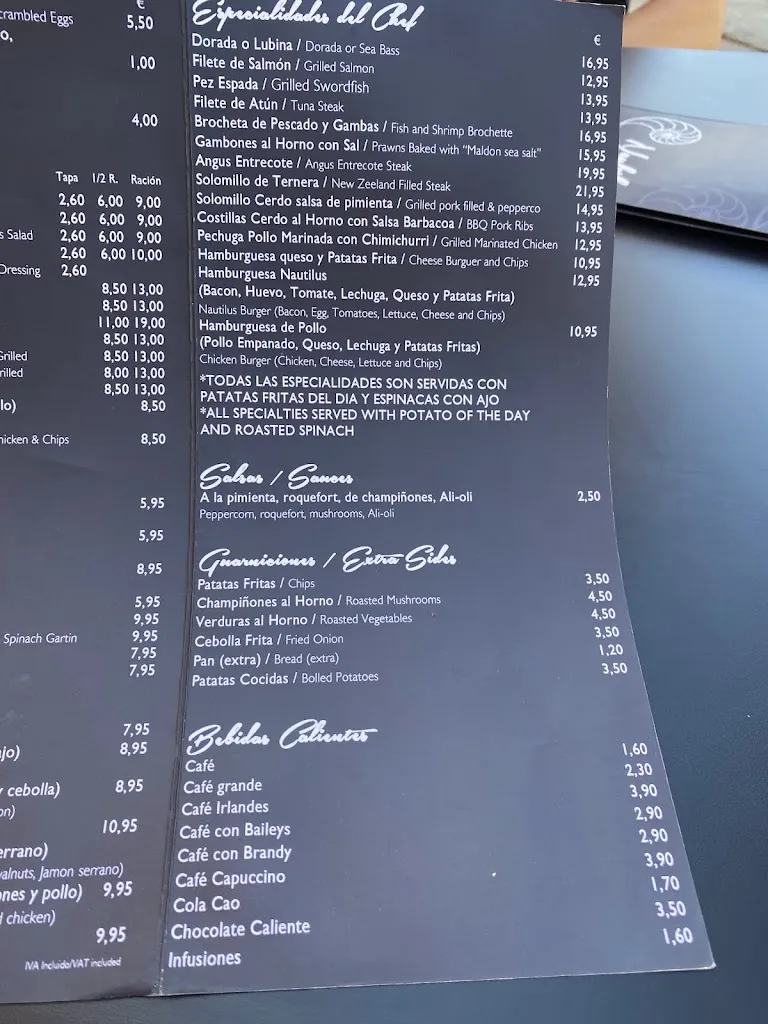 crambled Eggs
€
5,50
o,
1,00
4,00
Tapa 1/2 R. Ración
2,60 6,00 9,00
2,60 6,00 9,00
s Salad 2,60 6,00 9,00
2,60 6,00 10,00
Dressing 2,60
8,50 13,00
8,50 13,00
11,00 19,00
8,50 13,00
Grilled 8,50 13,00
rilled 8,00 13,00
8,50 13,00
lo) 8,50
hicken & Chips 8,50
5,95
5,95
8,95
5,95
9,95
Spinach Gartin 9,95
7,95
7,95
7,95
ajo) 8,95
y cebolla) 8,95
on)
10,95
errano)
valnuts, Jamon serrano)
ones y pollo) 9,95
d chicken)
9,95
IVA Incluido/VAT included
Especialidades del Chef
€
Dorada o Lubina / Dorada or Sea Bass 16,95
Filete de Salmón / Grilled Salmon 12,95
Pez Espada / Grilled Swordfish 13,95
Filete de Atún / Tuna Steak 13,95
Brocheta de Pescado y Gambas / Fish and Shrimp Brochette 16,95
Gambones al Horno con Sal / Prawns Baked with "Maldon sea salt" 15,95
Angus Entrecote / Angus Entrecote Steak 19,95
Solomillo de Ternera / New Zeeland Filled Steak 21,95
Solomillo Cerdo salsa de pimienta / Grilled pork filled & pepperco 14,95
Costillas Cerdo al Horno con Salsa Barbacoa / BBQ Pork Ribs 13,95
Pechuga Pollo Marinada con Chimichurri / Grilled Marinated Chicken 12,95
Hamburguesa queso y Patatas Frita / Cheese Burguer and Chips 10,95
Hamburguesa Nautilus 12,95
(Bacon, Huevo, Tomate, Lechuga, Queso y Patatas Frita)
Nautilus Burger (Bacon, Egg, Tomatoes, Lettuce, Cheese and Chips)
Hamburguesa de Pollo 10,95
(Pollo Empanado, Queso, Lechuga y Patatas Fritas)
Chicken Burger (Chicken, Cheese, Lettuce and Chips)
*TODAS LAS ESPECIALIDADES SON SERVIDAS CON
PATATAS FRITAS DEL DIA Y ESPINACAS CON AJO
*ALL SPECIALTIES SERVED WITH POTATO OF THE DAY
AND ROASTED SPINACH
Salsas / Sauces
A la pimienta, roquefort, de champiñones, Ali-oli 2,50
Peppercorn, roquefort, mushrooms, Ali-oli
Guarniciones / Extra Sides
Patatas Fritas / Chips 3,50
Champiñones al Horno / Roasted Mushrooms 4,50
Verduras al Horno / Roasted Vegetables 4,50
Cebolla Frita / Fried Onion 3,50
Pan (extra) / Bread (extra) 1,20
Patatas Cocidas / Bolled Potatoes 3,50
Bebidas Calientes
Café 1,60
Café grande 2,30
Café Irlandes 3,90
Café con Baileys 2,90
Café con Brandy 2,90
Café Capuccino 3,90
Cola Cao 1,70
Chocolate Caliente 3,50
Infusiones 1,60